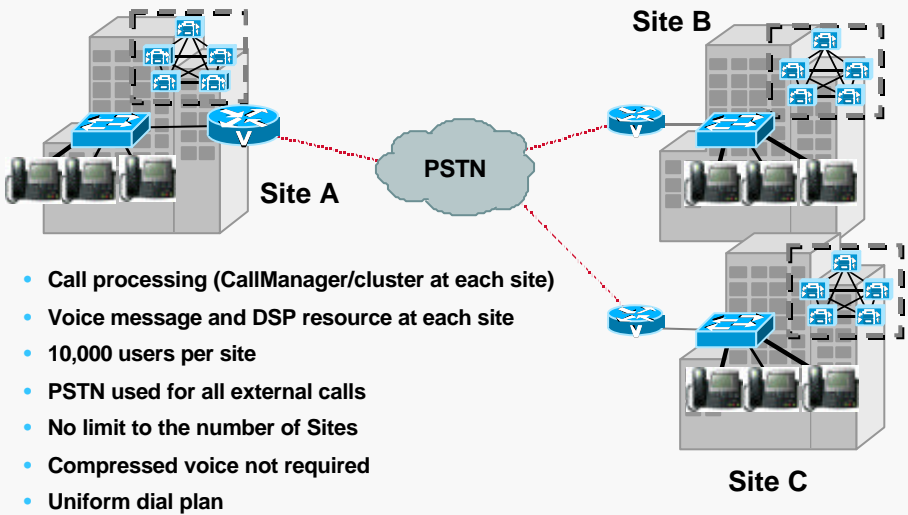 Site B
V
PSTN
V
Site A
• Call processing (CallManager/cluster at each site)
• Voice message and DSP resource at each site
• 10,000 users per site
• PSTN used for all external calls
• No limit to the number of Sites
• Compressed voice not required
• Uniform dial plan
V
Site C